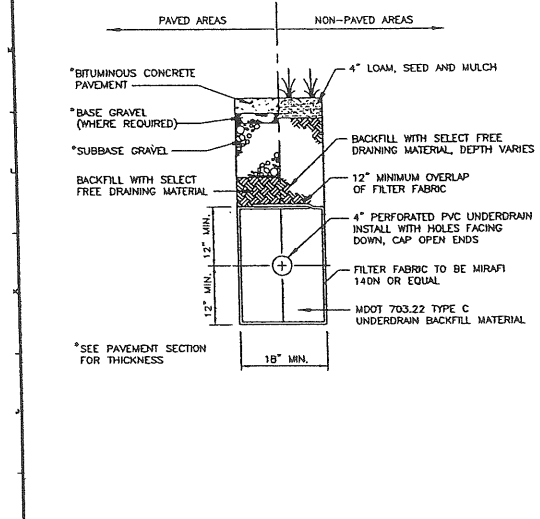 PAVED AREAS
NON-PAVED AREAS
°BITUMINOUS CONCRETE
PAVEMENT
°BASE GRAVEL
(WHERE REQUIRED)
°SUBBASE GRAVEL
BACKFILL WITH SELECT
FREE DRAINING MATERIAL
4" LOAM, SEED AND MULCH
BACKFILL WITH SELECT FREE
DRAINING MATERIAL, DEPTH VARIES
12" MINIMUM OVERLAP
OF FILTER FABRIC
4" PERFORATED PVC UNDERDRAIN
INSTALL WITH HOLES FACING
DOWN, CAP OPEN ENDS
FILTER FABRIC TO BE MIRAFI
140N OR EQUAL
MDOT 703.22 TYPE C
UNDERDRAIN BACKFILL MATERIAL
12" MIN.
12" MIN.
18" MIN.
°SEE PAVEMENT SECTION
FOR THICKNESS